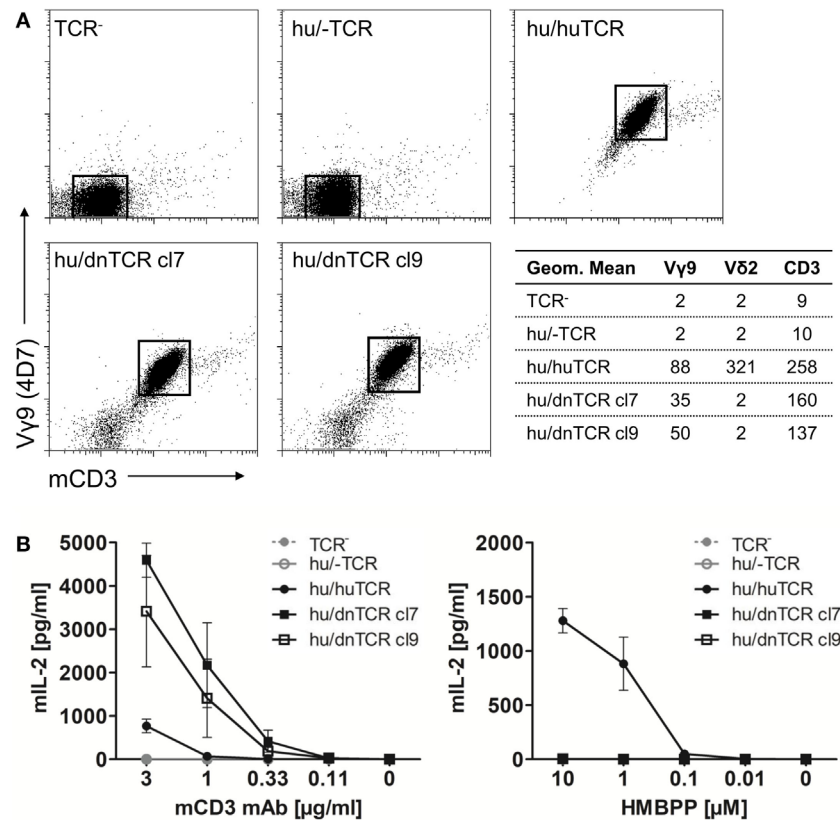 A
TCR-
hu/-TCR
hu/huTCR
hu/dnTCR cl7
hu/dnTCR cl9
Vγ9 (4D7)
mCD3
Geom. Mean Vγ9 Vδ2 CD3
TCR- 2 2 9
hu/-TCR 2 2 10
hu/huTCR 88 321 258
hu/dnTCR cl7 35 2 160
hu/dnTCR cl9 50 2 137
B
mIL-2 [pg/ml]
5000
4000
3000
2000
1000
0
3 1 0.33 0.11 0
mCD3 mAb [µg/ml]
TCR-
hu/-TCR
hu/huTCR
hu/dnTCR cl7
hu/dnTCR cl9
mIL-2 [pg/ml]
2000
1500
1000
500
0
10 1 0.1 0.01 0
HMBPP [µM]
TCR-
hu/-TCR
hu/huTCR
hu/dnTCR cl7
hu/dnTCR cl9